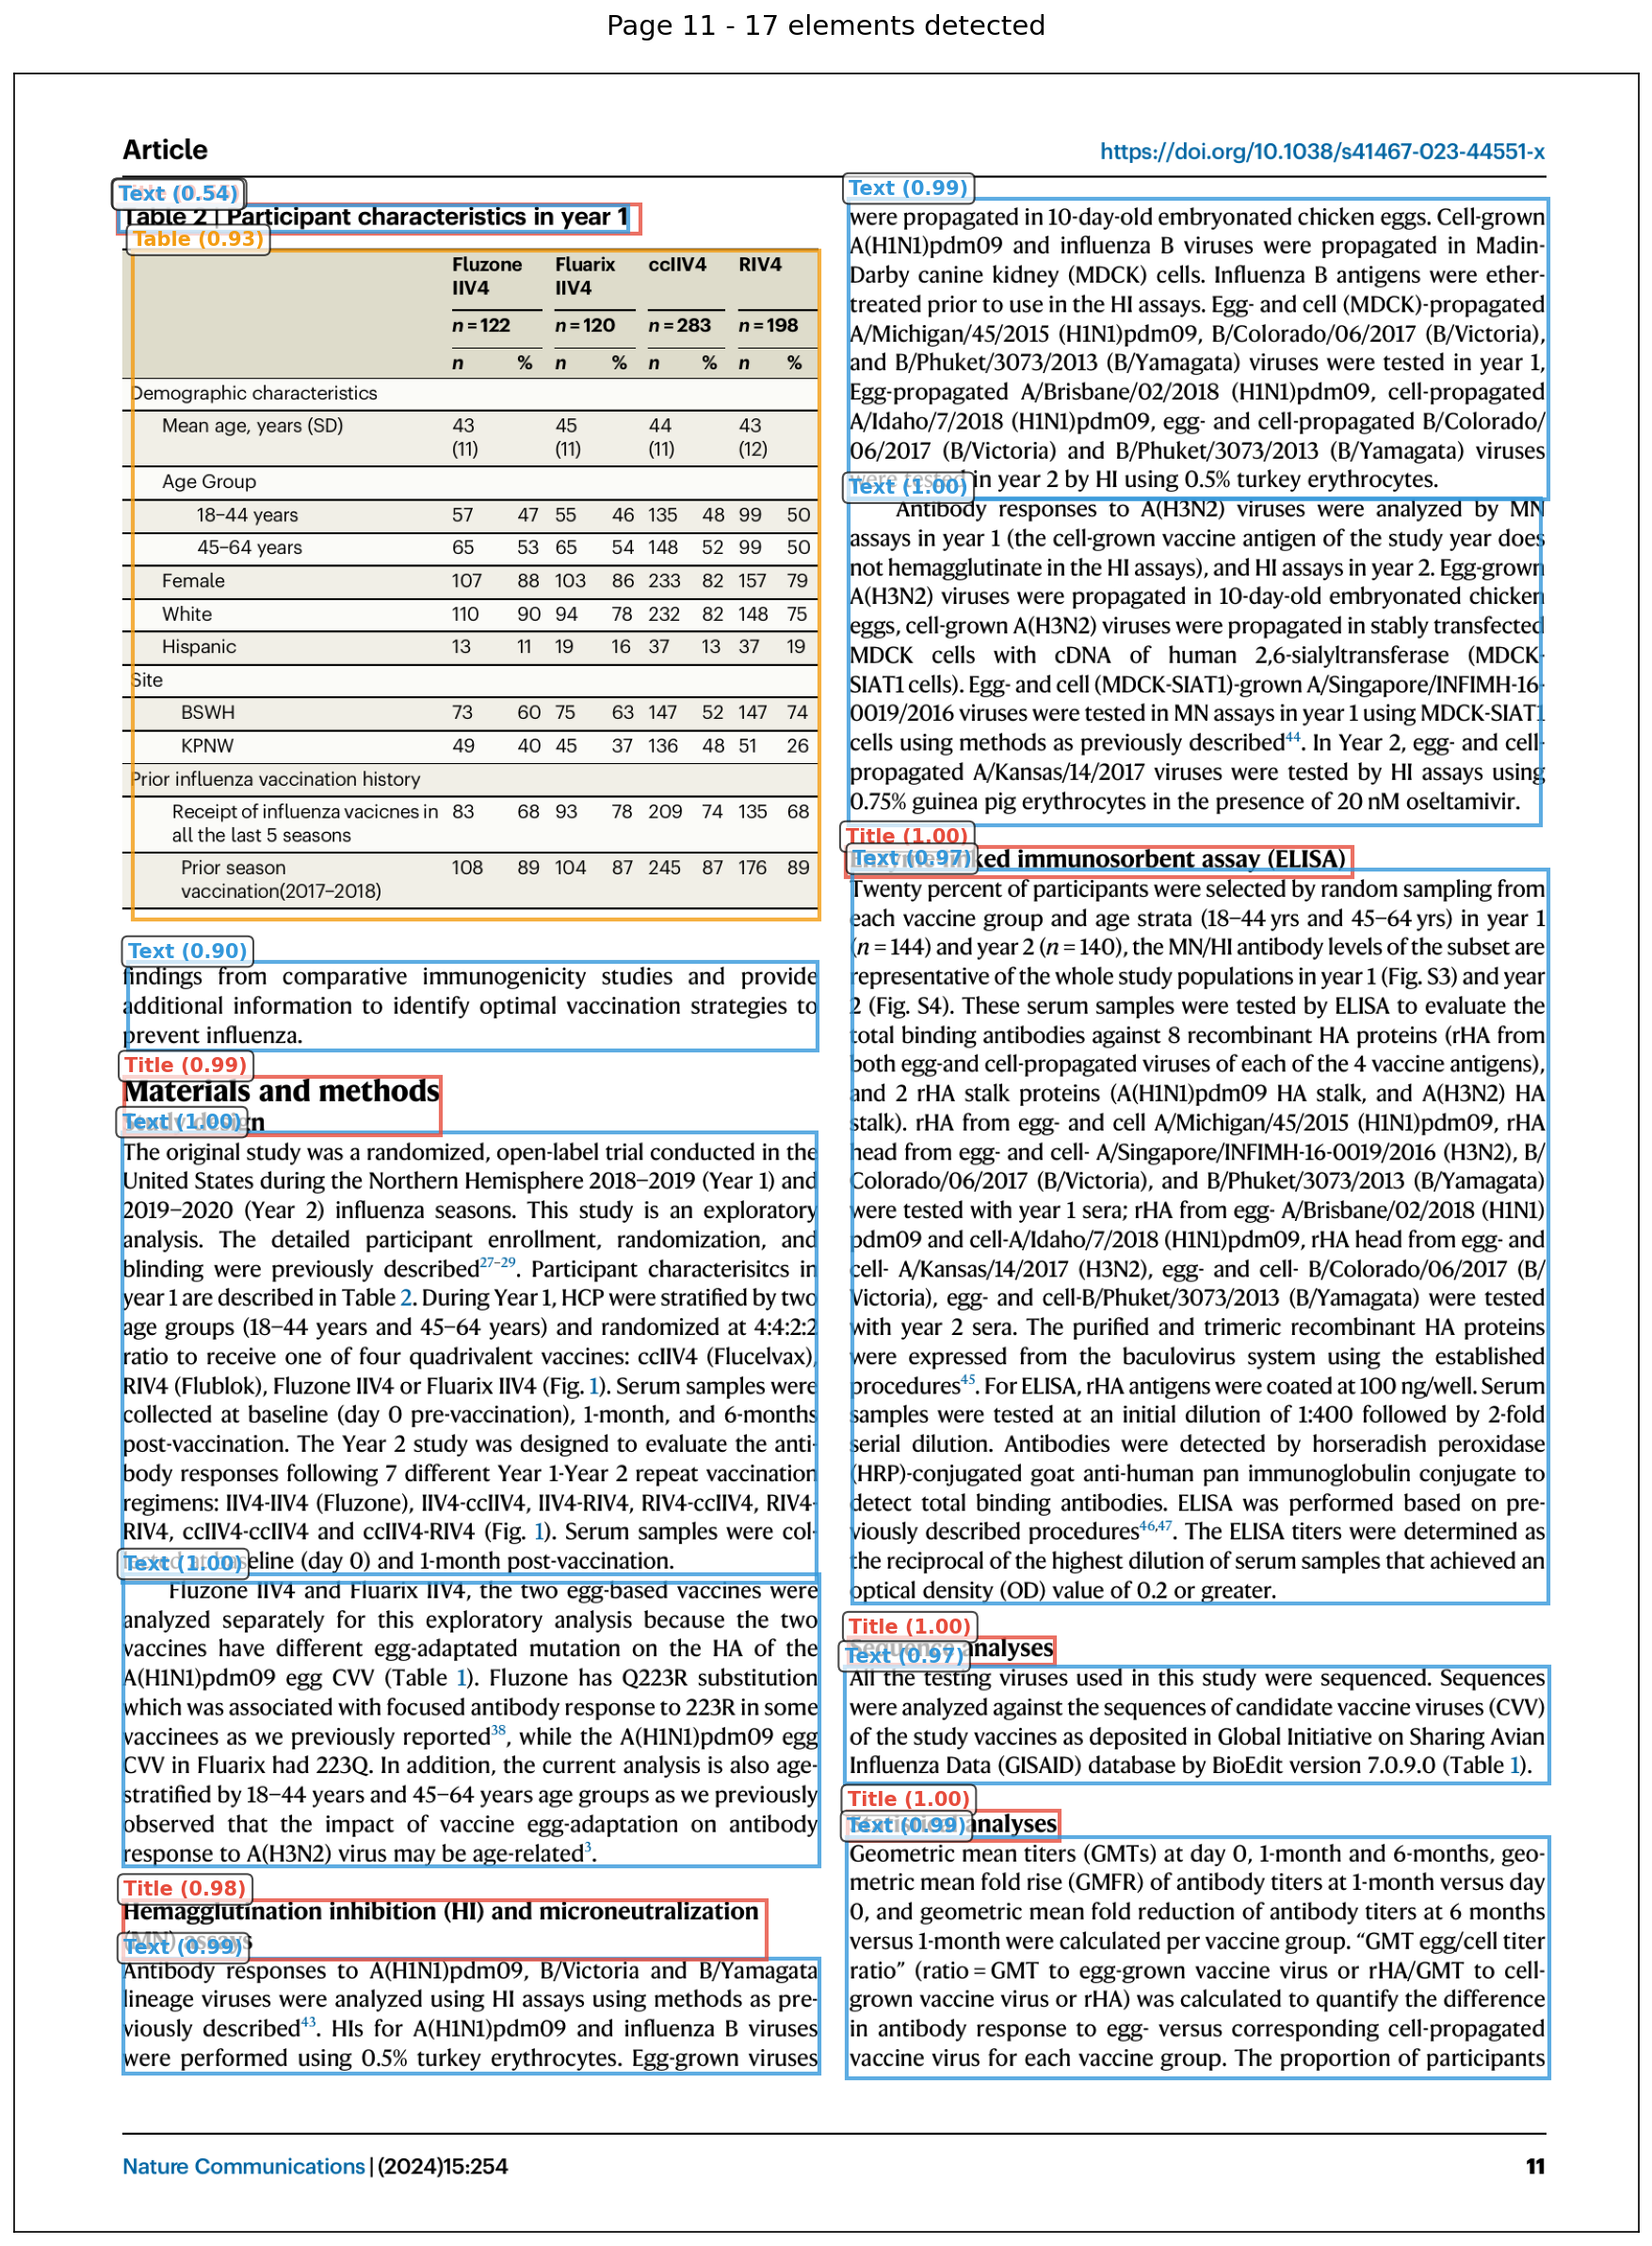 Page 11 - 17 elements detected
Article
https://doi.org/10.1038/s41467-023-44551-x
Text (0.54)
Table 2 | Participant characteristics in year 1
Table (0.93)
Fluzone IIV4 Fluarix IIV4 ccIIV4 RIV4
n = 122 n = 120 n = 283 n = 198
n % n % n % n %
Demographic characteristics
Mean age, years (SD) 43 (11) 45 (11) 44 (11) 43 (12)
Age Group
18–44 years 57 47 55 46 135 48 99 50
45–64 years 65 53 65 54 148 52 99 50
Female 107 88 103 86 233 82 157 79
White 110 90 94 78 232 82 148 75
Hispanic 13 11 19 16 37 13 37 19
Site
BSWH 73 60 75 63 147 52 147 74
KPNW 49 40 45 37 136 48 51 26
Prior influenza vaccination history
Receipt of influenza vacicnes in 83 68 93 78 209 74 135 68
all the last 5 seasons
Prior season 108 89 104 87 245 87 176 89
vaccination(2017–2018)
Text (0.90)
findings from comparative immunogenicity studies and provide
additional information to identify optimal vaccination strategies to
prevent influenza.
Title (0.99)
Materials and methods
Text (1.00)
The original study was a randomized, open-label trial conducted in the
United States during the Northern Hemisphere 2018–2019 (Year 1) and
2019–2020 (Year 2) influenza seasons. This study is an exploratory
analysis. The detailed participant enrollment, randomization, and
blinding were previously described27–29. Participant characterisitcs in
year 1 are described in Table 2. During Year 1, HCP were stratified by two
age groups (18–44 years and 45–64 years) and randomized at 4:4:2:2
ratio to receive one of four quadrivalent vaccines: ccIIV4 (Flucelvax),
RIV4 (Flublok), Fluzone IIV4 or Fluarix IIV4 (Fig. 1). Serum samples were
collected at baseline (day 0 pre-vaccination), 1-month, and 6-months
post-vaccination. The Year 2 study was designed to evaluate the anti-
body responses following 7 different Year 1-Year 2 repeat vaccination
regimens: IIV4-IIV4 (Fluzone), IIV4-ccIIV4, IIV4-RIV4, RIV4-ccIIV4, RIV4-
RIV4, ccIIV4-ccIIV4 and ccIIV4-RIV4 (Fig. 1). Serum samples were col-
Text (1.00)
lected at baseline (day 0) and 1-month post-vaccination.
Fluzone IIV4 and Fluarix IIV4, the two egg-based vaccines were
analyzed separately for this exploratory analysis because the two
vaccines have different egg-adaptated mutation on the HA of the
A(H1N1)pdm09 egg CVV (Table 1). Fluzone has Q223R substitution
which was associated with focused antibody response to 223R in some
vaccinees as we previously reported38, while the A(H1N1)pdm09 egg
CVV in Fluarix had 223Q. In addition, the current analysis is also age-
stratified by 18–44 years and 45–64 years age groups as we previously
observed that the impact of vaccine egg-adaptation on antibody
response to A(H3N2) virus may be age-related3.
Title (0.98)
Hemagglutination inhibition (HI) and microneutralization
(MN) assays
Text (0.99)
Antibody responses to A(H1N1)pdm09, B/Victoria and B/Yamagata
lineage viruses were analyzed using HI assays using methods as pre-
viously described43. HIs for A(H1N1)pdm09 and influenza B viruses
were performed using 0.5% turkey erythrocytes. Egg-grown viruses
Text (0.99)
were propagated in 10-day-old embryonated chicken eggs. Cell-grown
A(H1N1)pdm09 and influenza B viruses were propagated in Madin-
Darby canine kidney (MDCK) cells. Influenza B antigens were ether-
treated prior to use in the HI assays. Egg- and cell (MDCK)-propagated
A/Michigan/45/2015 (H1N1)pdm09, B/Colorado/06/2017 (B/Victoria),
and B/Phuket/3073/2013 (B/Yamagata) viruses were tested in year 1,
Egg-propagated A/Brisbane/02/2018 (H1N1)pdm09, cell-propagated
A/Idaho/7/2018 (H1N1)pdm09, egg- and cell-propagated B/Colorado/
06/2017 (B/Victoria) and B/Phuket/3073/2013 (B/Yamagata) viruses
Text (1.00)
were tested in year 2 by HI using 0.5% turkey erythrocytes.
Antibody responses to A(H3N2) viruses were analyzed by MN
assays in year 1 (the cell-grown vaccine antigen of the study year does
not hemagglutinate in the HI assays), and HI assays in year 2. Egg-grown
A(H3N2) viruses were propagated in 10-day-old embryonated chicken
eggs, cell-grown A(H3N2) viruses were propagated in stably transfected
MDCK cells with cDNA of human 2,6-sialyltransferase (MDCK-
SIAT1 cells). Egg- and cell (MDCK-SIAT1)-grown A/Singapore/INFIMH-16-
0019/2016 viruses were tested in MN assays in year 1 using MDCK-SIAT1
cells using methods as previously described44. In Year 2, egg- and cell-
propagated A/Kansas/14/2017 viruses were tested by HI assays using
0.75% guinea pig erythrocytes in the presence of 20 nM oseltamivir.
Title (1.00)
Text (0.97)
immunosorbent assay (ELISA)
Twenty percent of participants were selected by random sampling from
each vaccine group and age strata (18–44 yrs and 45–64 yrs) in year 1
(n = 144) and year 2 (n = 140), the MN/HI antibody levels of the subset are
representative of the whole study populations in year 1 (Fig. S3) and year
2 (Fig. S4). These serum samples were tested by ELISA to evaluate the
total binding antibodies against 8 recombinant HA proteins (rHA from
both egg-and cell-propagated viruses of each of the 4 vaccine antigens),
and 2 rHA stalk proteins (A(H1N1)pdm09 HA stalk, and A(H3N2) HA
stalk). rHA from egg- and cell A/Michigan/45/2015 (H1N1)pdm09, rHA
head from egg- and cell- A/Singapore/INFIMH-16-0019/2016 (H3N2), B/
Colorado/06/2017 (B/Victoria), and B/Phuket/3073/2013 (B/Yamagata)
were tested with year 1 sera; rHA from egg- A/Brisbane/02/2018 (H1N1)
pdm09 and cell-A/Idaho/7/2018 (H1N1)pdm09, rHA head from egg- and
cell- A/Kansas/14/2017 (H3N2), egg- and cell- B/Colorado/06/2017 (B/
Victoria), egg- and cell-B/Phuket/3073/2013 (B/Yamagata) were tested
with year 2 sera. The purified and trimeric recombinant HA proteins
were expressed from the baculovirus system using the established
procedures45. For ELISA, rHA antigens were coated at 100 ng/well. Serum
samples were tested at an initial dilution of 1:400 followed by 2-fold
serial dilution. Antibodies were detected by horseradish peroxidase
(HRP)-conjugated goat anti-human pan immunoglobulin conjugate to
detect total binding antibodies. ELISA was performed based on pre-
viously described procedures46,47. The ELISA titers were determined as
the reciprocal of the highest dilution of serum samples that achieved an
optical density (OD) value of 0.2 or greater.
Title (1.00)
Sequence analyses
Text (0.97)
All the testing viruses used in this study were sequenced. Sequences
were analyzed against the sequences of candidate vaccine viruses (CVV)
of the study vaccines as deposited in Global Initiative on Sharing Avian
Influenza Data (GISAID) database by BioEdit version 7.0.9.0 (Table 1).
Title (1.00)
Text (0.99)
analyses
Geometric mean titers (GMTs) at day 0, 1-month and 6-months, geo-
metric mean fold rise (GMFR) of antibody titers at 1-month versus day
0, and geometric mean fold reduction of antibody titers at 6 months
versus 1-month were calculated per vaccine group. “GMT egg/cell titer
ratio” (ratio = GMT to egg-grown vaccine virus or rHA/GMT to cell-
grown vaccine virus or rHA) was calculated to quantify the difference
in antibody response to egg- versus corresponding cell-propagated
vaccine virus for each vaccine group. The proportion of participants
Nature Communications | (2024)15:254
11